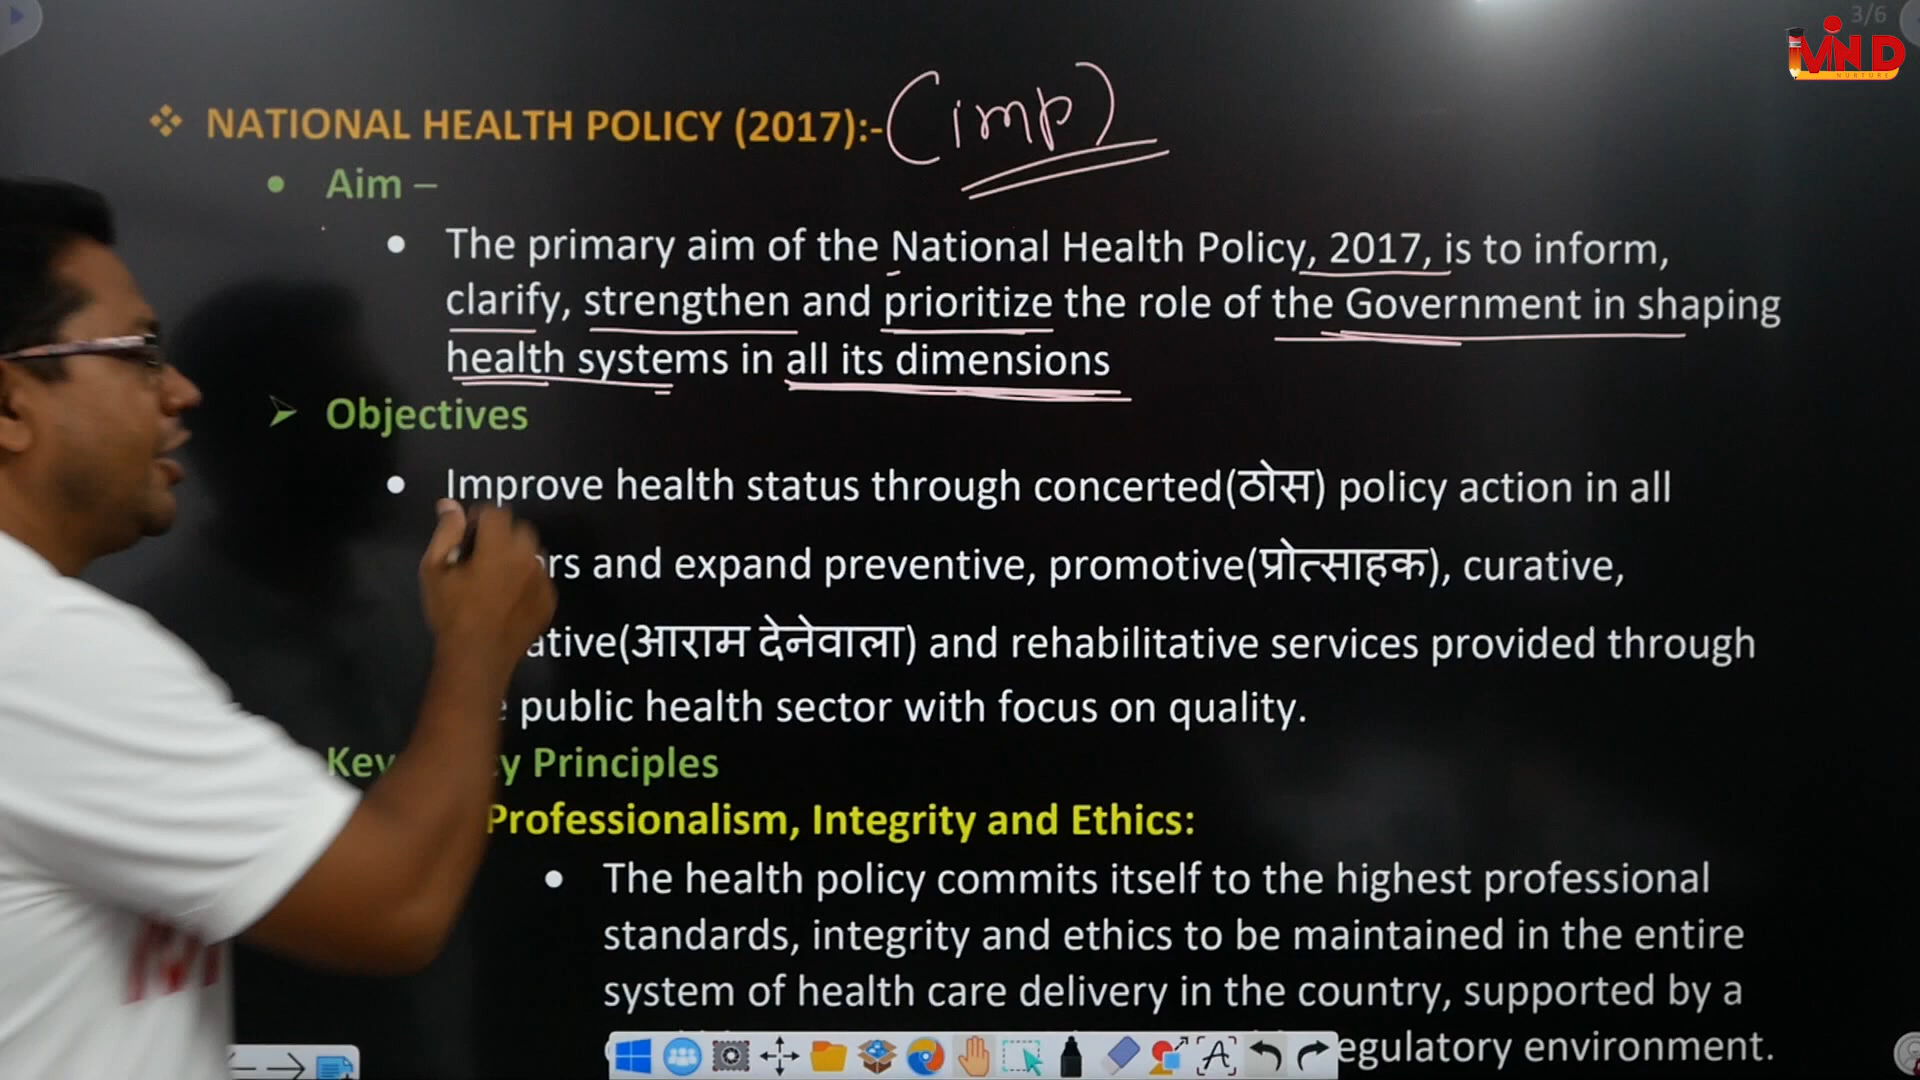 3/6
MIND
NURTURE
❖ NATIONAL HEALTH POLICY (2017):- (imp)
• Aim –
• The primary aim of the National Health Policy, 2017, is to inform,
clarify, strengthen and prioritize the role of the Government in shaping
health systems in all its dimensions
➢ Objectives
• Improve health status through concerted(ठोस) policy action in all
and expand preventive, promotive(प्रोत्साहक), curative,
(आराम देनेवाला) and rehabilitative services provided through
public health sector with focus on quality.
Principles
Professionalism, Integrity and Ethics:
• The health policy commits itself to the highest professional
standards, integrity and ethics to be maintained in the entire
system of health care delivery in the country, supported by a
environment.